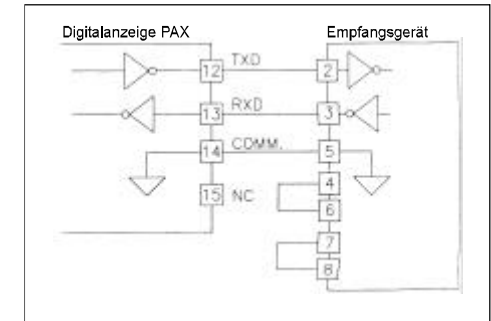 Digitalanzeige PAX Empfangsgerät
12 TXD 2
13 RXD 3
14 COMM. 5
15 NC 4
6
7
8